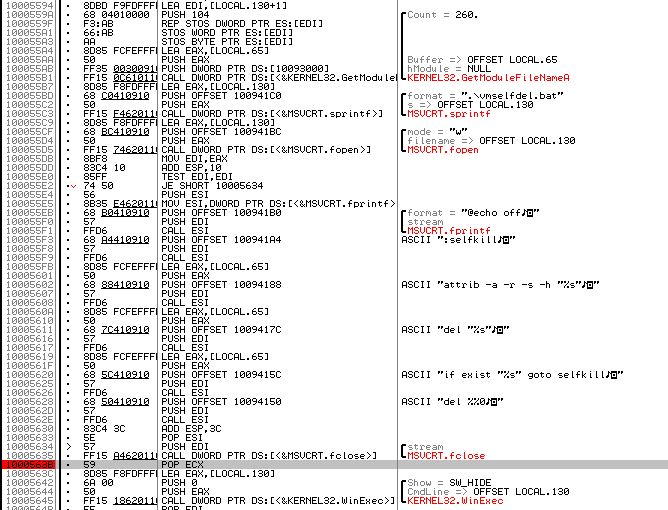 10005594 · 8DBD F9FDFFFF LEA EDI,[LOCAL.130+1]
1000559A · 68 04010000 PUSH 104 Count = 260.
F3:AB REP STOS DWORD PTR ES:[EDI]
100055A1 · 66:AB STOS WORD PTR ES:[EDI]
AA STOS BYTE PTR ES:[EDI]
8D85 FCFEFFFF LEA EAX,[LOCAL.65]
50 PUSH EAX Buffer => OFFSET LOCAL.65
FF35 00300910 PUSH DWORD PTR DS:[10093000] hModule = NULL
100055B1 · FF15 0C610110 CALL DWORD PTR DS:[<&KERNEL32.GetModuleF KERNEL32.GetModuleFileNameA
100055B7 · 8D85 F8FDFFFF LEA EAX,[LOCAL.130]
100055BD · 68 C0410910 PUSH OFFSET 100941C0 format = ".\vmselfdel.bat"
100055C2 · 50 PUSH EAX s => OFFSET LOCAL.130
100055C3 · FF15 F4620110 CALL DWORD PTR DS:[<&MSVCRT.sprintf>] MSVCRT.sprintf
100055C9 · 8D85 F8FDFFFF LEA EAX,[LOCAL.130]
100055CF · 68 BC410910 PUSH OFFSET 100941BC mode = "w"
100055D4 · 50 PUSH EAX filename => OFFSET LOCAL.130
100055D5 · FF15 74620110 CALL DWORD PTR DS:[<&MSVCRT.fopen>] MSVCRT.fopen
100055DB · 8BF8 MOV EDI,EAX
100055DD · 83C4 10 ADD ESP,10
100055E0 · 85FF TEST EDI,EDI
100055E2 · 74 50 JE SHORT 10005634
100055E4 · 56 PUSH ESI
100055E5 · 8B35 E4620110 MOV ESI,DWORD PTR DS:[<&MSVCRT.fprintf>
100055EB · 68 B0410910 PUSH OFFSET 100941B0 format = "@echo off♪◙"
100055F0 · 57 PUSH EDI stream
100055F1 · FFD6 CALL ESI MSVCRT.fprintf
100055F3 · 68 A4410910 PUSH OFFSET 100941A4 ASCII ":selfkill♪◙"
57 PUSH EDI
FFD6 CALL ESI
100055FB · 8D85 FCFEFFFF LEA EAX,[LOCAL.65]
10005601 · 50 PUSH EAX
10005602 · 68 88410910 PUSH OFFSET 10094188 ASCII "attrib -a -r -s -h "%s"♪◙"
10005607 · 57 PUSH EDI
10005608 · FFD6 CALL ESI
1000560A · 8D85 FCFEFFFF LEA EAX,[LOCAL.65]
10005610 · 50 PUSH EAX
10005611 · 68 7C410910 PUSH OFFSET 1009417C ASCII "del "%s"♪◙"
10005616 · 57 PUSH EDI
10005617 · FFD6 CALL ESI
10005619 · 8D85 FCFEFFFF LEA EAX,[LOCAL.65]
1000561F · 50 PUSH EAX
10005620 · 68 5C410910 PUSH OFFSET 1009415C ASCII "if exist "%s" goto selfkill♪◙"
10005625 · 57 PUSH EDI
10005626 · FFD6 CALL ESI
10005628 · 68 50410910 PUSH OFFSET 10094150 ASCII "del %%0♪◙"
1000562D · 57 PUSH EDI
FFD6 CALL ESI
10005630 · 83C4 3C ADD ESP,3C
10005633 · 5E POP ESI
10005634 > 57 PUSH EDI stream
10005635 · FF15 A4620110 CALL DWORD PTR DS:[<&MSVCRT.fclose>] MSVCRT.fclose
1000563B · 59 POP ECX
1000563C · 8D85 F8FDFFFF LEA EAX,[LOCAL.130]
10005642 · 6A 00 PUSH 0 Show = SW_HIDE
10005644 · 50 PUSH EAX CmdLine => OFFSET LOCAL.130
10005645 · FF15 18620110 CALL DWORD PTR DS:[<&KERNEL32.WinExec>] KERNEL32.WinExec